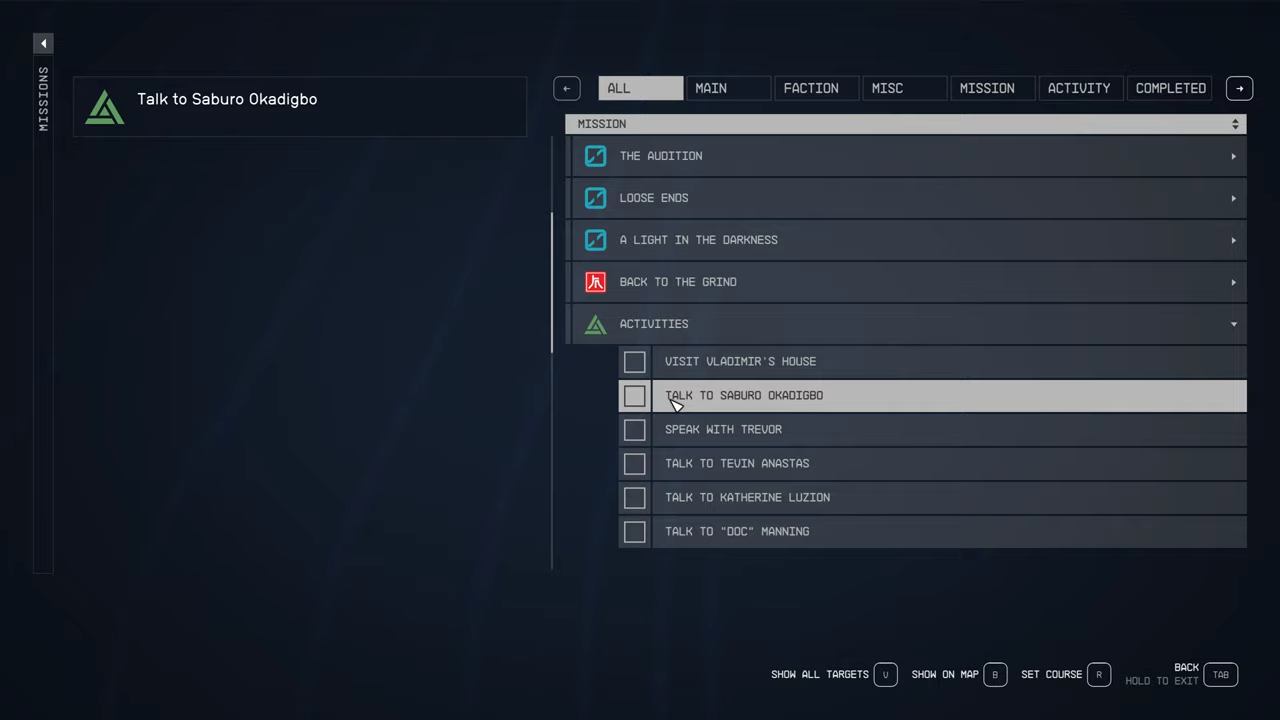 MISSIONS
Talk to Saburo Okadigbo
ALL MAIN FACTION MISC MISSION ACTIVITY COMPLETED
MISSION
THE AUDITION
LOOSE ENDS
A LIGHT IN THE DARKNESS
BACK TO THE GRIND
ACTIVITIES
VISIT VLADIMIR'S HOUSE
TALK TO SABURO OKADIGBO
SPEAK WITH TREVOR
TALK TO TEVIN ANASTAS
TALK TO KATHERINE LUZION
TALK TO "DOC" MANNING
SHOW ALL TARGETS V SHOW ON MAP B SET COURSE R BACK TAB
HOLD TO EXIT